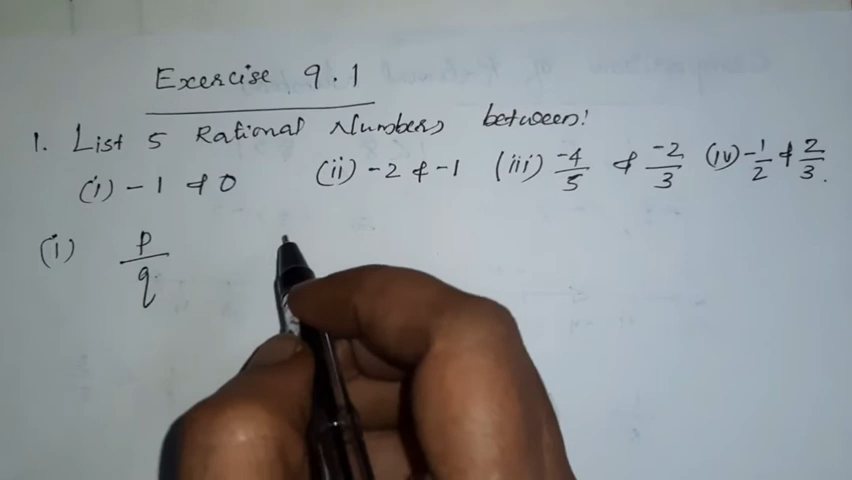 Exercise 9.1
1. List 5 Rational Numbers between:
(i) -1 & 0 (ii) -2 & -1 (iii) -4/5 & -2/3 (iv) -1/2 & 2/3.
(i) p/q